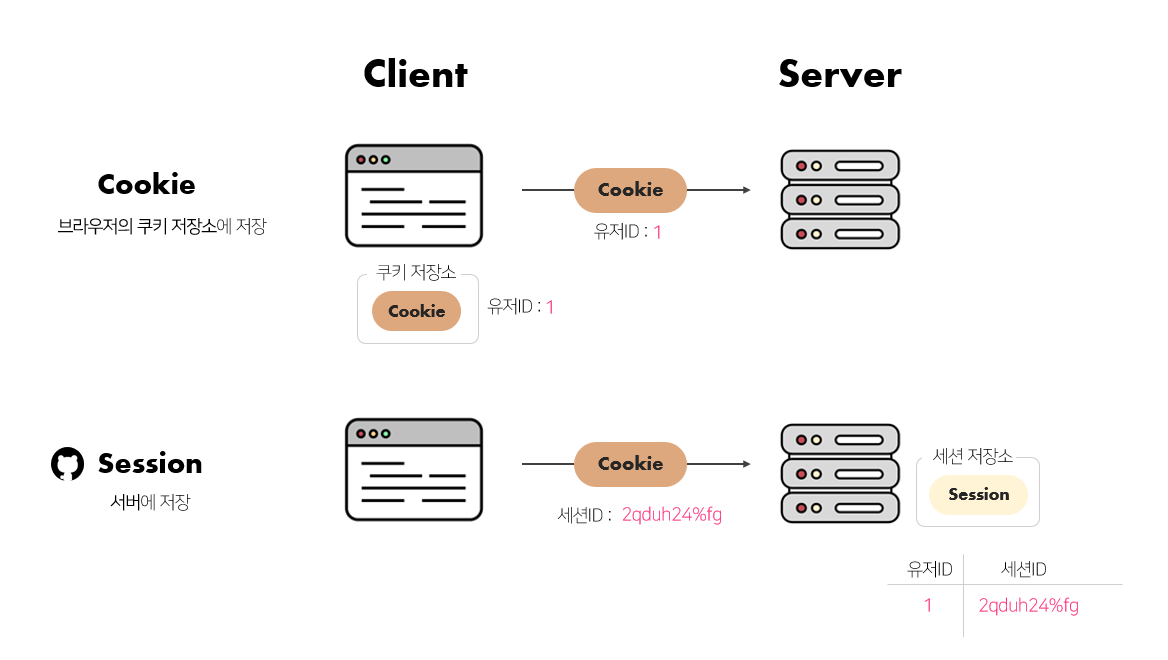 Client
Server
Cookie
브라우저의 쿠키 저장소에 저장
Cookie
유저ID : 1
쿠키 저장소
Cookie
유저ID : 1
Session
서버에 저장
Cookie
세션ID : 2qduh24%fg
세션 저장소
Session
유저ID 세션ID
1 2qduh24%fg